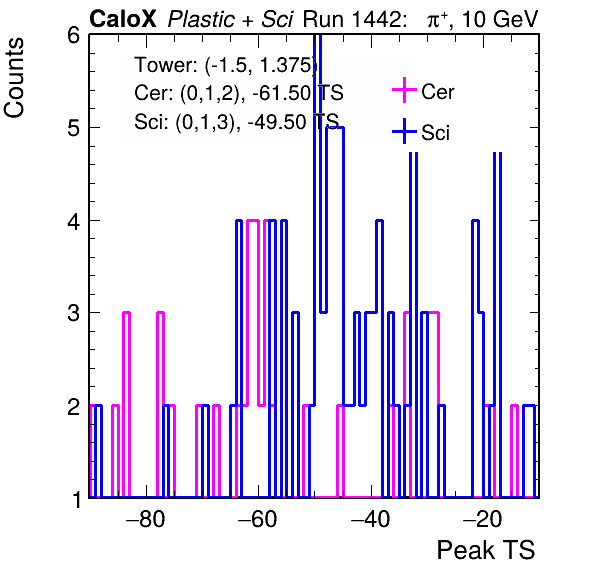 CaloX Plastic + Sci Run 1442: π+, 10 GeV
Counts
Tower: (-1.5, 1.375)
Cer: (0,1,2), -61.50 TS
Sci: (0,1,3), -49.50 TS
Cer
Sci
6
5
4
3
2
1
−80 −60 −40 −20
Peak TS